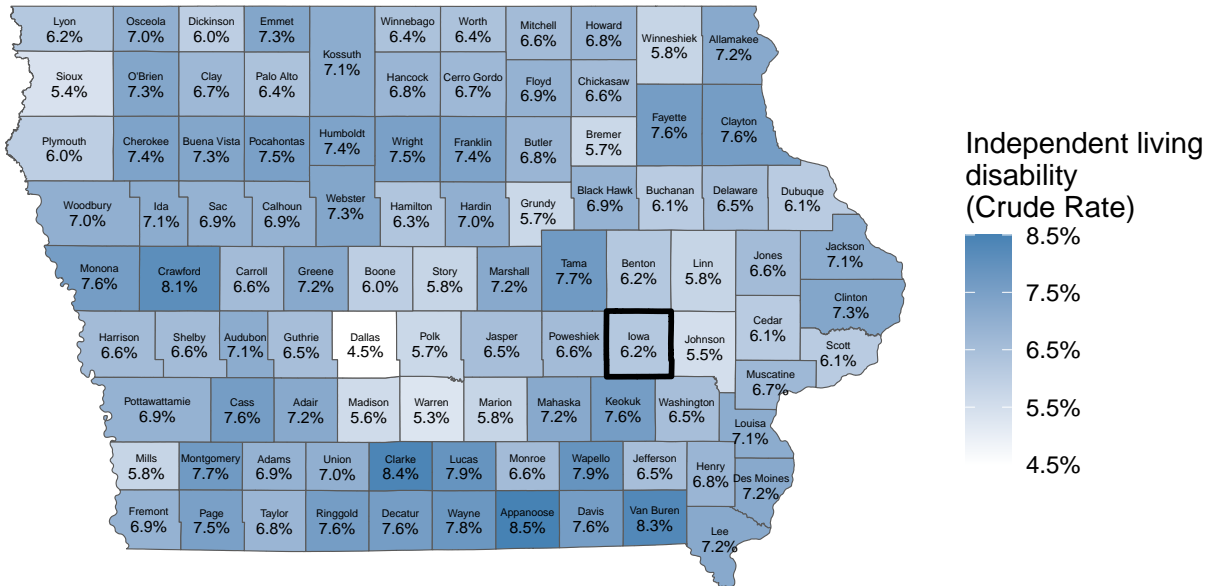 Lyon Osceola Dickinson Emmet Winnebago Worth Mitchell Howard Winneshiek Allamakee
6.2% 7.0% 6.0% 7.3% 6.4% 6.4% 6.6% 6.8% 5.8% 7.2%
Kossuth
7.1%
Sioux O'Brien Clay Palo Alto Hancock Cerro Gordo Floyd Chickasaw
5.4% 7.3% 6.7% 6.4% 6.8% 6.7% 6.9% 6.6%
Fayette Clayton
7.6% 7.6%
Plymouth Cherokee Buena Vista Pocahontas Humboldt Wright Franklin Butler Bremer
6.0% 7.4% 7.3% 7.5% 7.4% 7.5% 7.4% 6.8% 5.7%
Woodbury Ida Sac Calhoun Webster Hamilton Hardin Grundy Black Hawk Buchanan Delaware Dubuque
7.0% 7.1% 6.9% 6.9% 7.3% 6.3% 7.0% 5.7% 6.9% 6.1% 6.5% 6.1%
Monona Crawford Carroll Greene Boone Story Marshall Tama Benton Linn Jones Jackson
7.6% 8.1% 6.6% 7.2% 6.0% 5.8% 7.2% 7.7% 6.2% 5.8% 6.6% 7.1%
Clinton
7.3%
Harrison Shelby Audubon Guthrie Dallas Polk Jasper Poweshiek Iowa Johnson Cedar Scott
6.6% 6.6% 7.1% 6.5% 4.5% 5.7% 6.5% 6.6% 6.2% 5.5% 6.1% 6.1%
Muscatine
6.7%
Pottawattamie Cass Adair Madison Warren Marion Mahaska Keokuk Washington Louisa
6.9% 7.6% 7.2% 5.6% 5.3% 5.8% 7.2% 7.6% 6.5% 7.1%
Mills Montgomery Adams Union Clarke Lucas Monroe Wapello Jefferson Henry Des Moines
5.8% 7.7% 6.9% 7.0% 8.4% 7.9% 6.6% 7.9% 6.5% 6.8% 7.2%
Fremont Page Taylor Ringgold Decatur Wayne Appanoose Davis Van Buren Lee
6.9% 7.5% 6.8% 7.6% 7.6% 7.8% 8.5% 7.6% 8.3% 7.2%
Independent living
disability
(Crude Rate)
8.5%
7.5%
6.5%
5.5%
4.5%